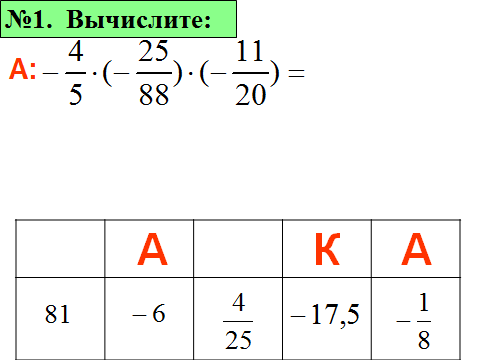 №1. Вычислите:
А: −4/5 · (−25/88) · (−11/20) =
А К А
81 −6 4/25 −17,5 −1/8